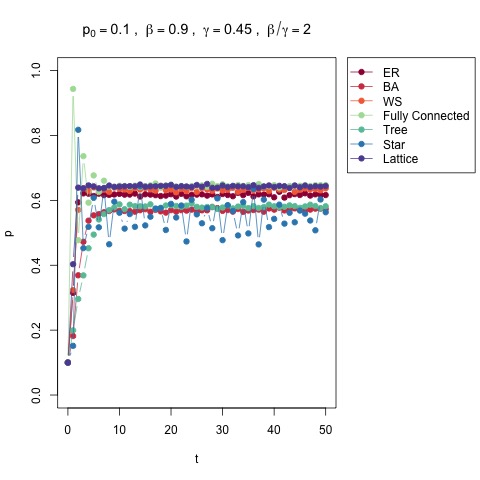 p₀ = 0.1 , β = 0.9 , γ = 0.45 , β/γ = 2
ER
BA
WS
Fully Connected
Tree
Star
Lattice
1.0
0.8
0.6
0.4
0.2
0.0
p
0 10 20 30 40 50
t